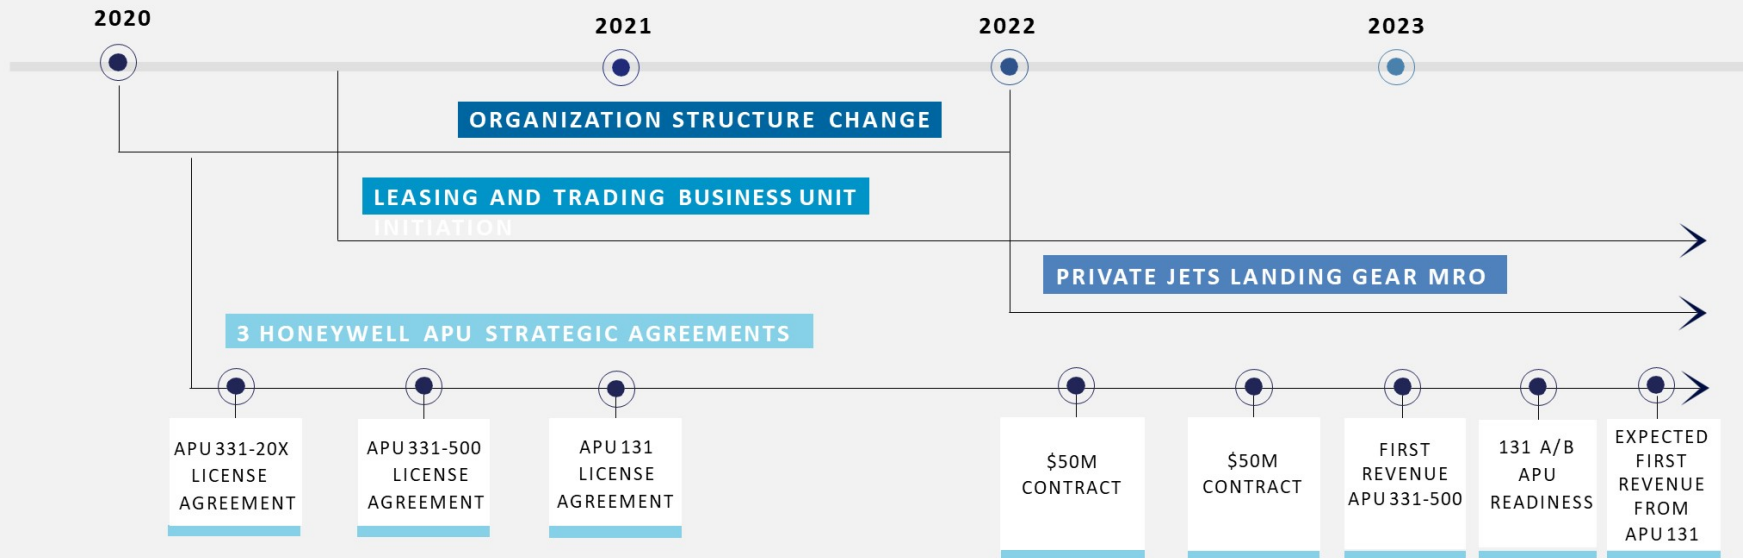 2020
2021
2022
2023
ORGANIZATION STRUCTURE CHANGE
LEASING AND TRADING BUSINESS UNIT
INITIATION
PRIVATE JETS LANDING GEAR MRO
3 HONEYWELL APU STRATEGIC AGREEMENTS
APU 331-20X
LICENSE
AGREEMENT
APU 331-500
LICENSE
AGREEMENT
APU 131
LICENSE
AGREEMENT
$50M
CONTRACT
$50M
CONTRACT
FIRST
REVENUE
APU 331-500
131 A/B
APU
READINESS
EXPECTED
FIRST
REVENUE
FROM
APU 131